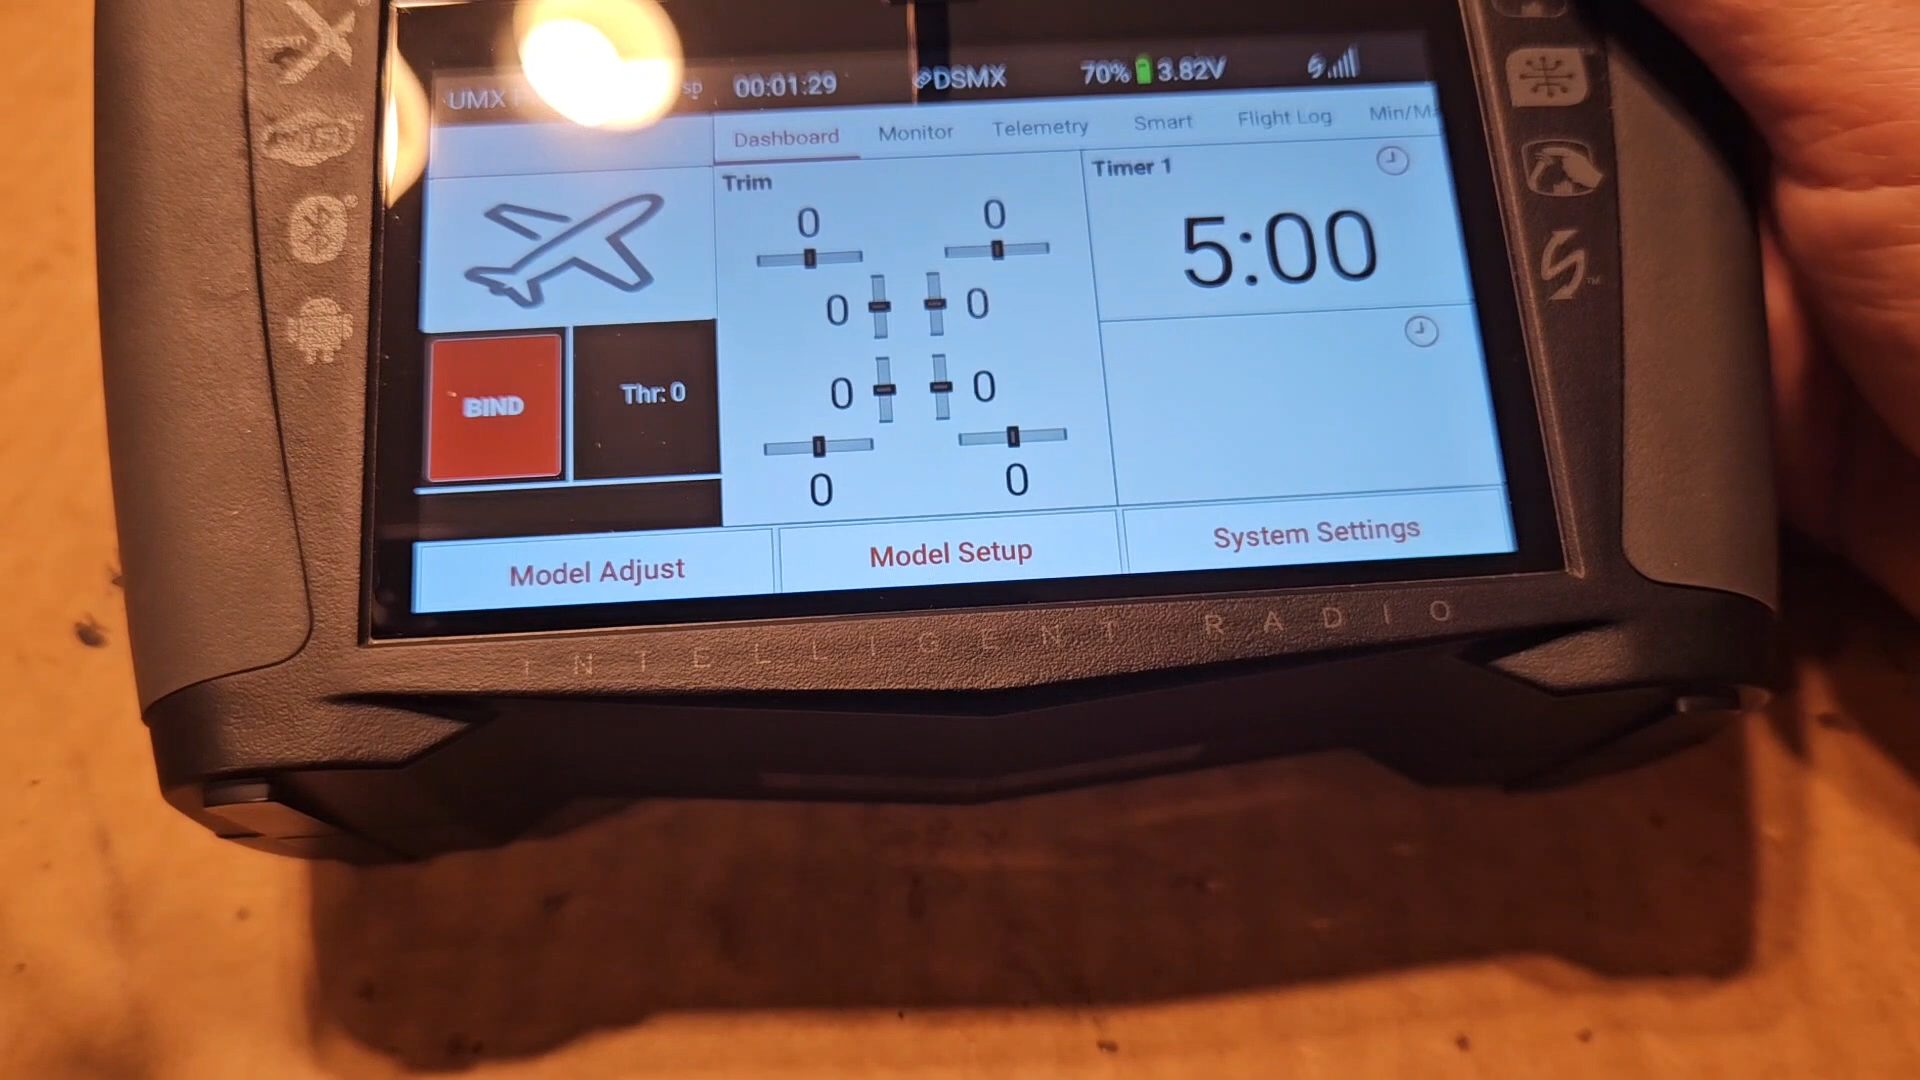 UMX
00:01:29
DSMX
70%
3.82V
Dashboard
Monitor
Telemetry
Smart
Flight Log
Min/M
Trim
0
0
0
0
0
0
0
0
Timer 1
5:00
BIND
Thr: 0
Model Adjust
Model Setup
System Settings
INTELLIGENT RADIO